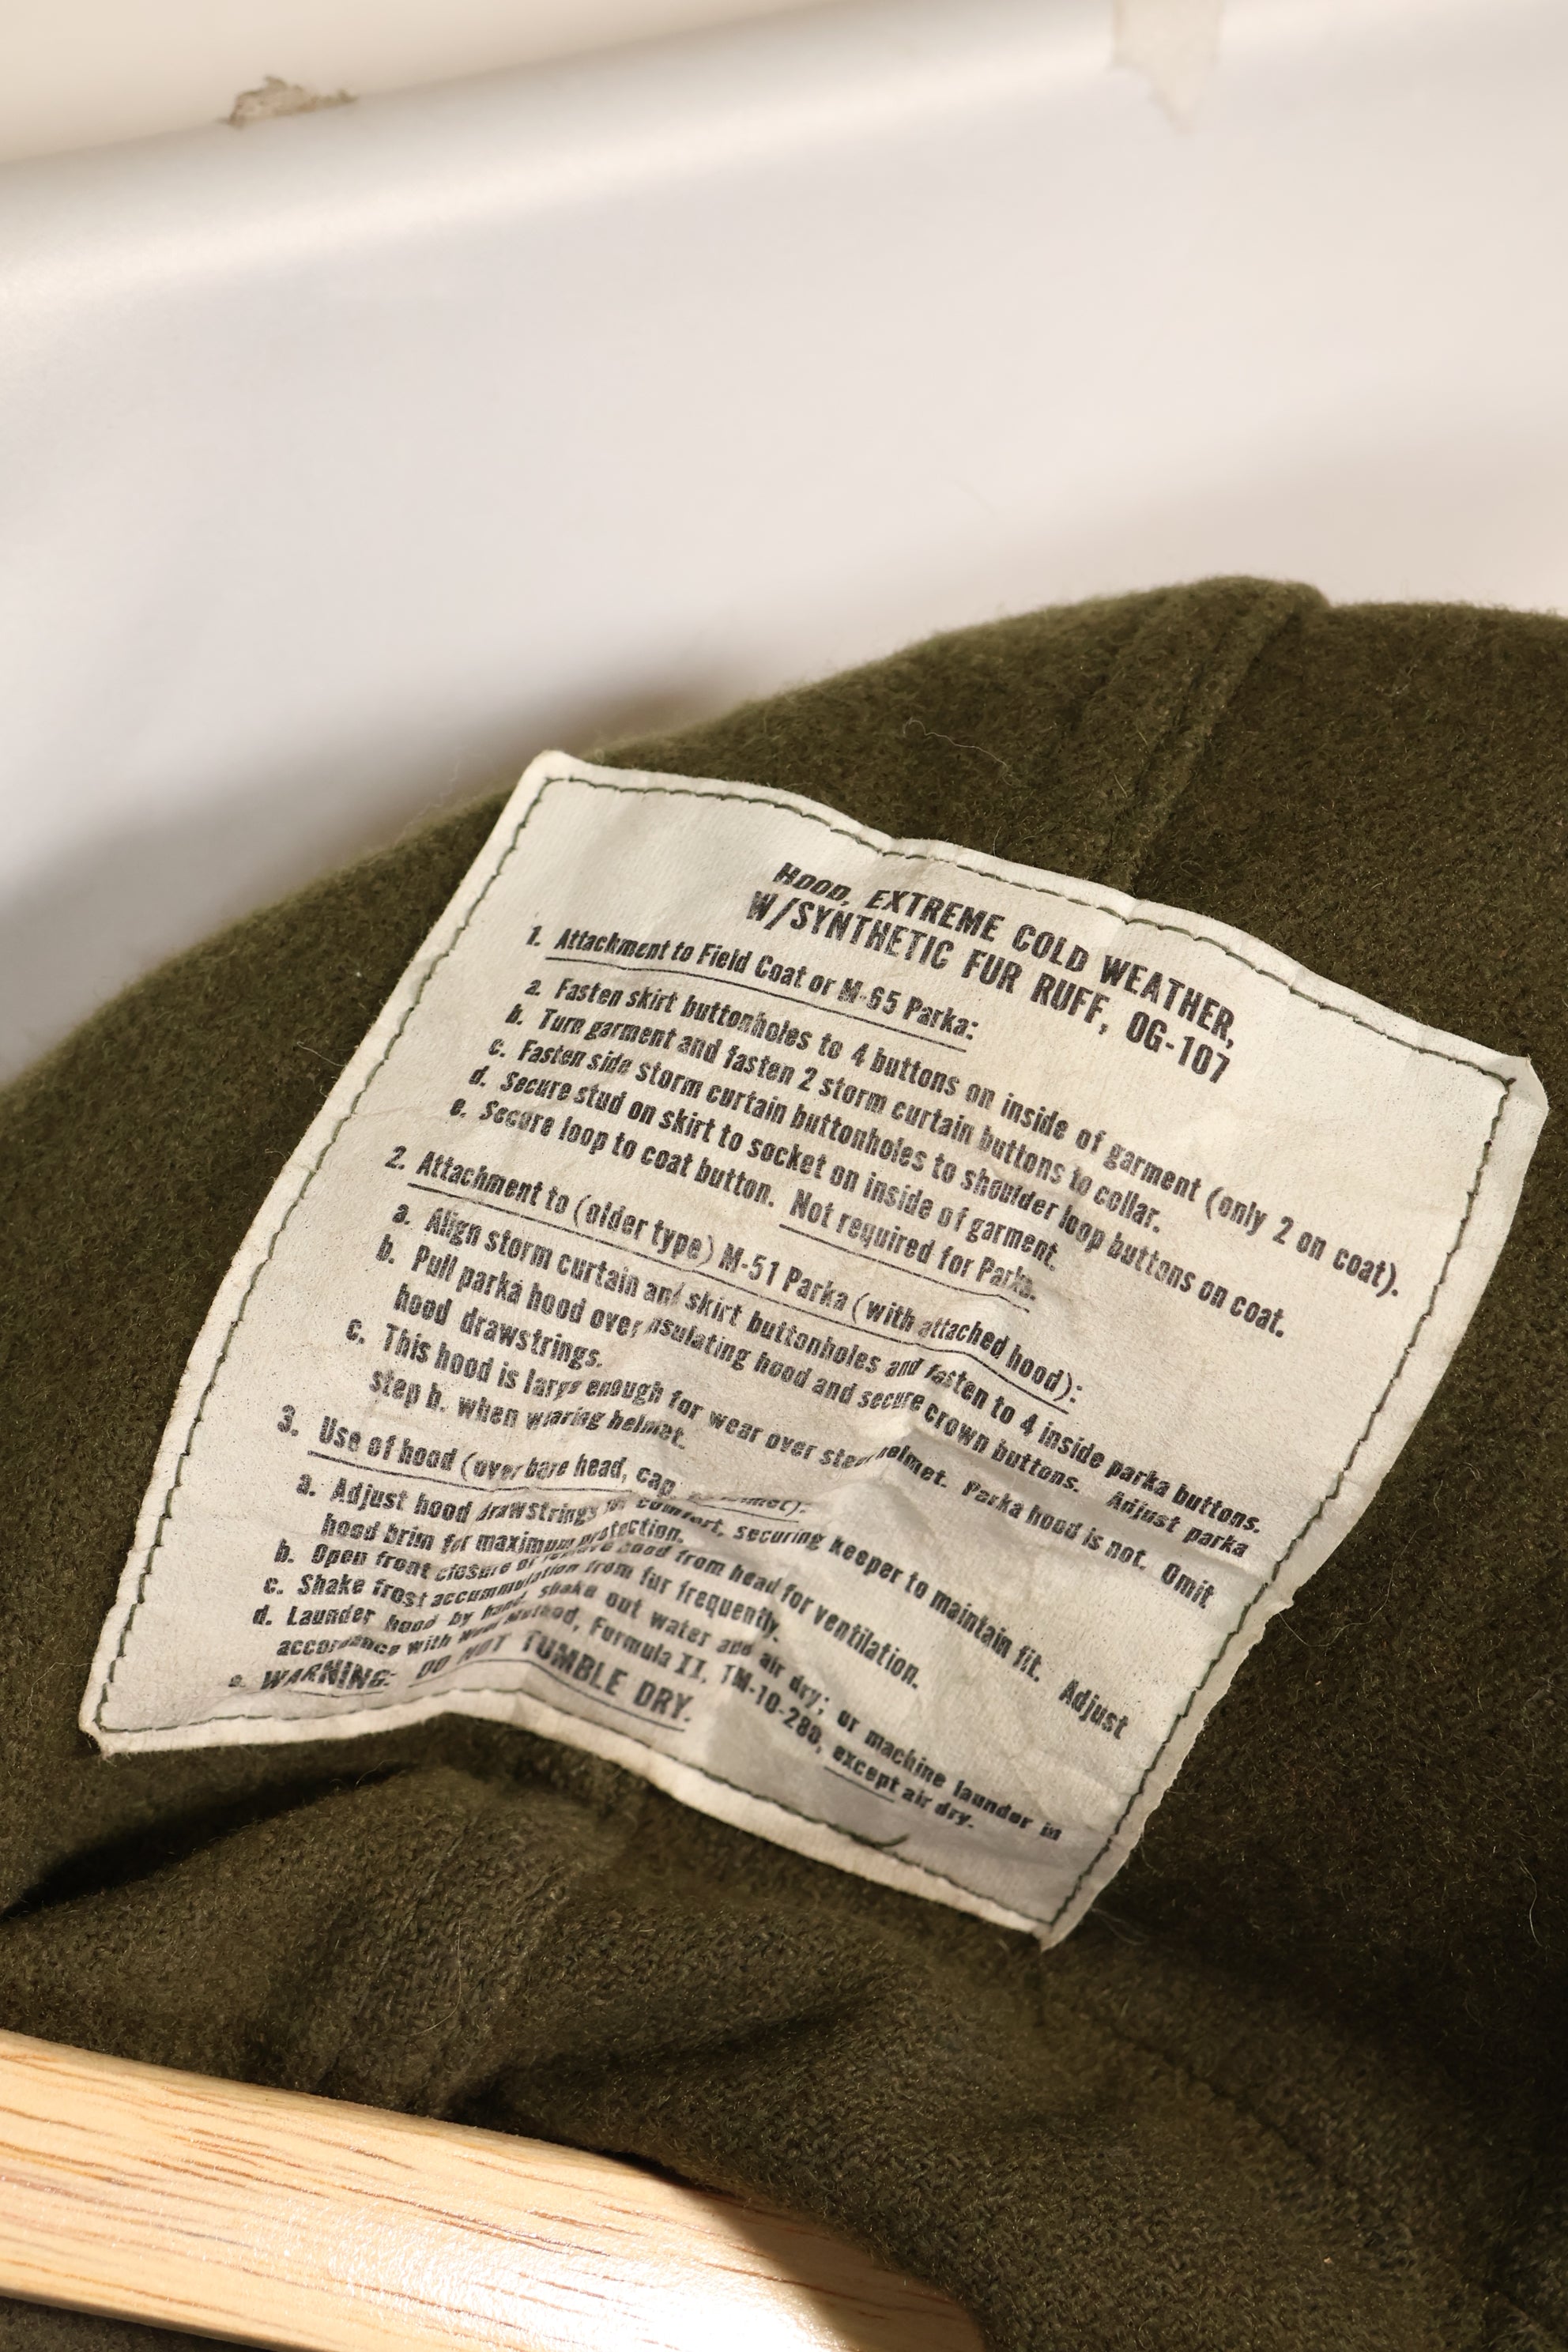 HOOD, EXTREME COLD WEATHER,
W/SYNTHETIC FUR RUFF, OG-107
1. Attachment to Field Coat or M-65 Parka:
a. Fasten skirt buttonholes to 4 buttons on inside of garment (only 2 on coat).
b. Turn garment and fasten 2 storm curtain buttons to collar.
c. Fasten side storm curtain buttonholes to shoulder loop buttons on coat.
d. Secure stud on skirt to socket on inside of garment.
e. Secure loop to coat button. Not required for Parka.
2. Attachment to (older type) M-51 Parka (with attached hood):
a. Align storm curtain and skirt buttonholes and fasten to 4 inside parka buttons.
b. Pull parka hood over insulating hood and secure crown buttons. Adjust parka
hood drawstrings.
c. This hood is large enough for wear over steel helmet. Parka hood is not. Omit
step b. when wearing helmet.
3. Use of hood (over bare head, cap,
a. Adjust hood drawstrings for comfort, securing keeper to maintain fit. Adjust
hood brim for maximum protection.
b. Open front closure or remove hood from head for ventilation.
c. Shake frost accumulation from fur frequently.
d. Launder hood by hand, shake out water and air dry; or machine launder in
accordance with Wool Method, Formula II, TM-10-280, except air dry.
e. WARNING: DO NOT TUMBLE DRY.